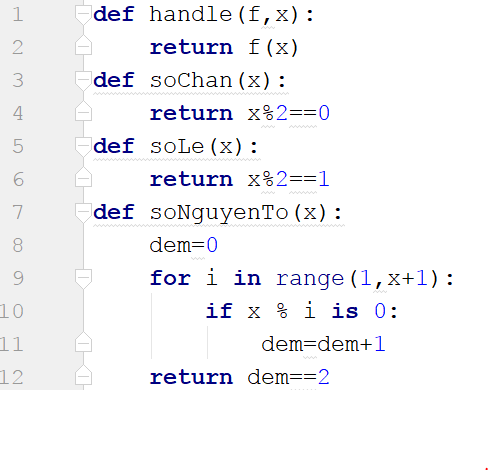 1 def handle(f,x):
2     return f(x)
3 def soChan(x):
4     return x%2==0
5 def soLe(x):
6     return x%2==1
7 def soNguyenTo(x):
8     dem=0
9     for i in range(1,x+1):
10         if x % i is 0:
11             dem=dem+1
12     return dem==2